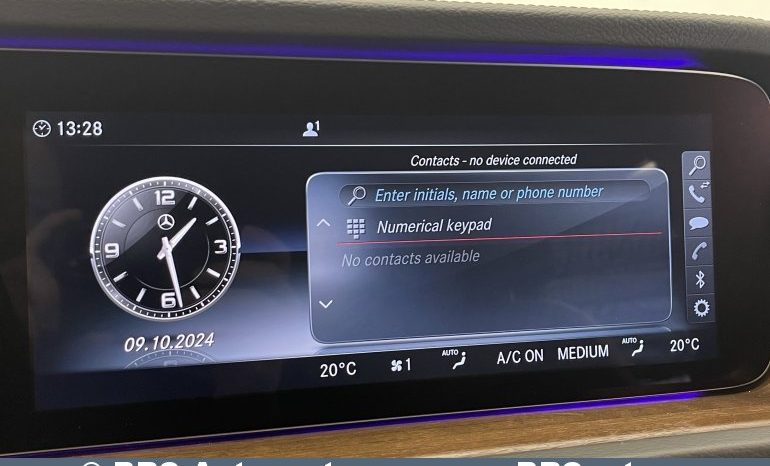 13:28
1
Contacts - no device connected
Enter initials, name or phone number
Numerical keypad
No contacts available
12
3
6
9
09.10.2024
20°C
1
AUTO
A/C ON
MEDIUM
AUTO
20°C